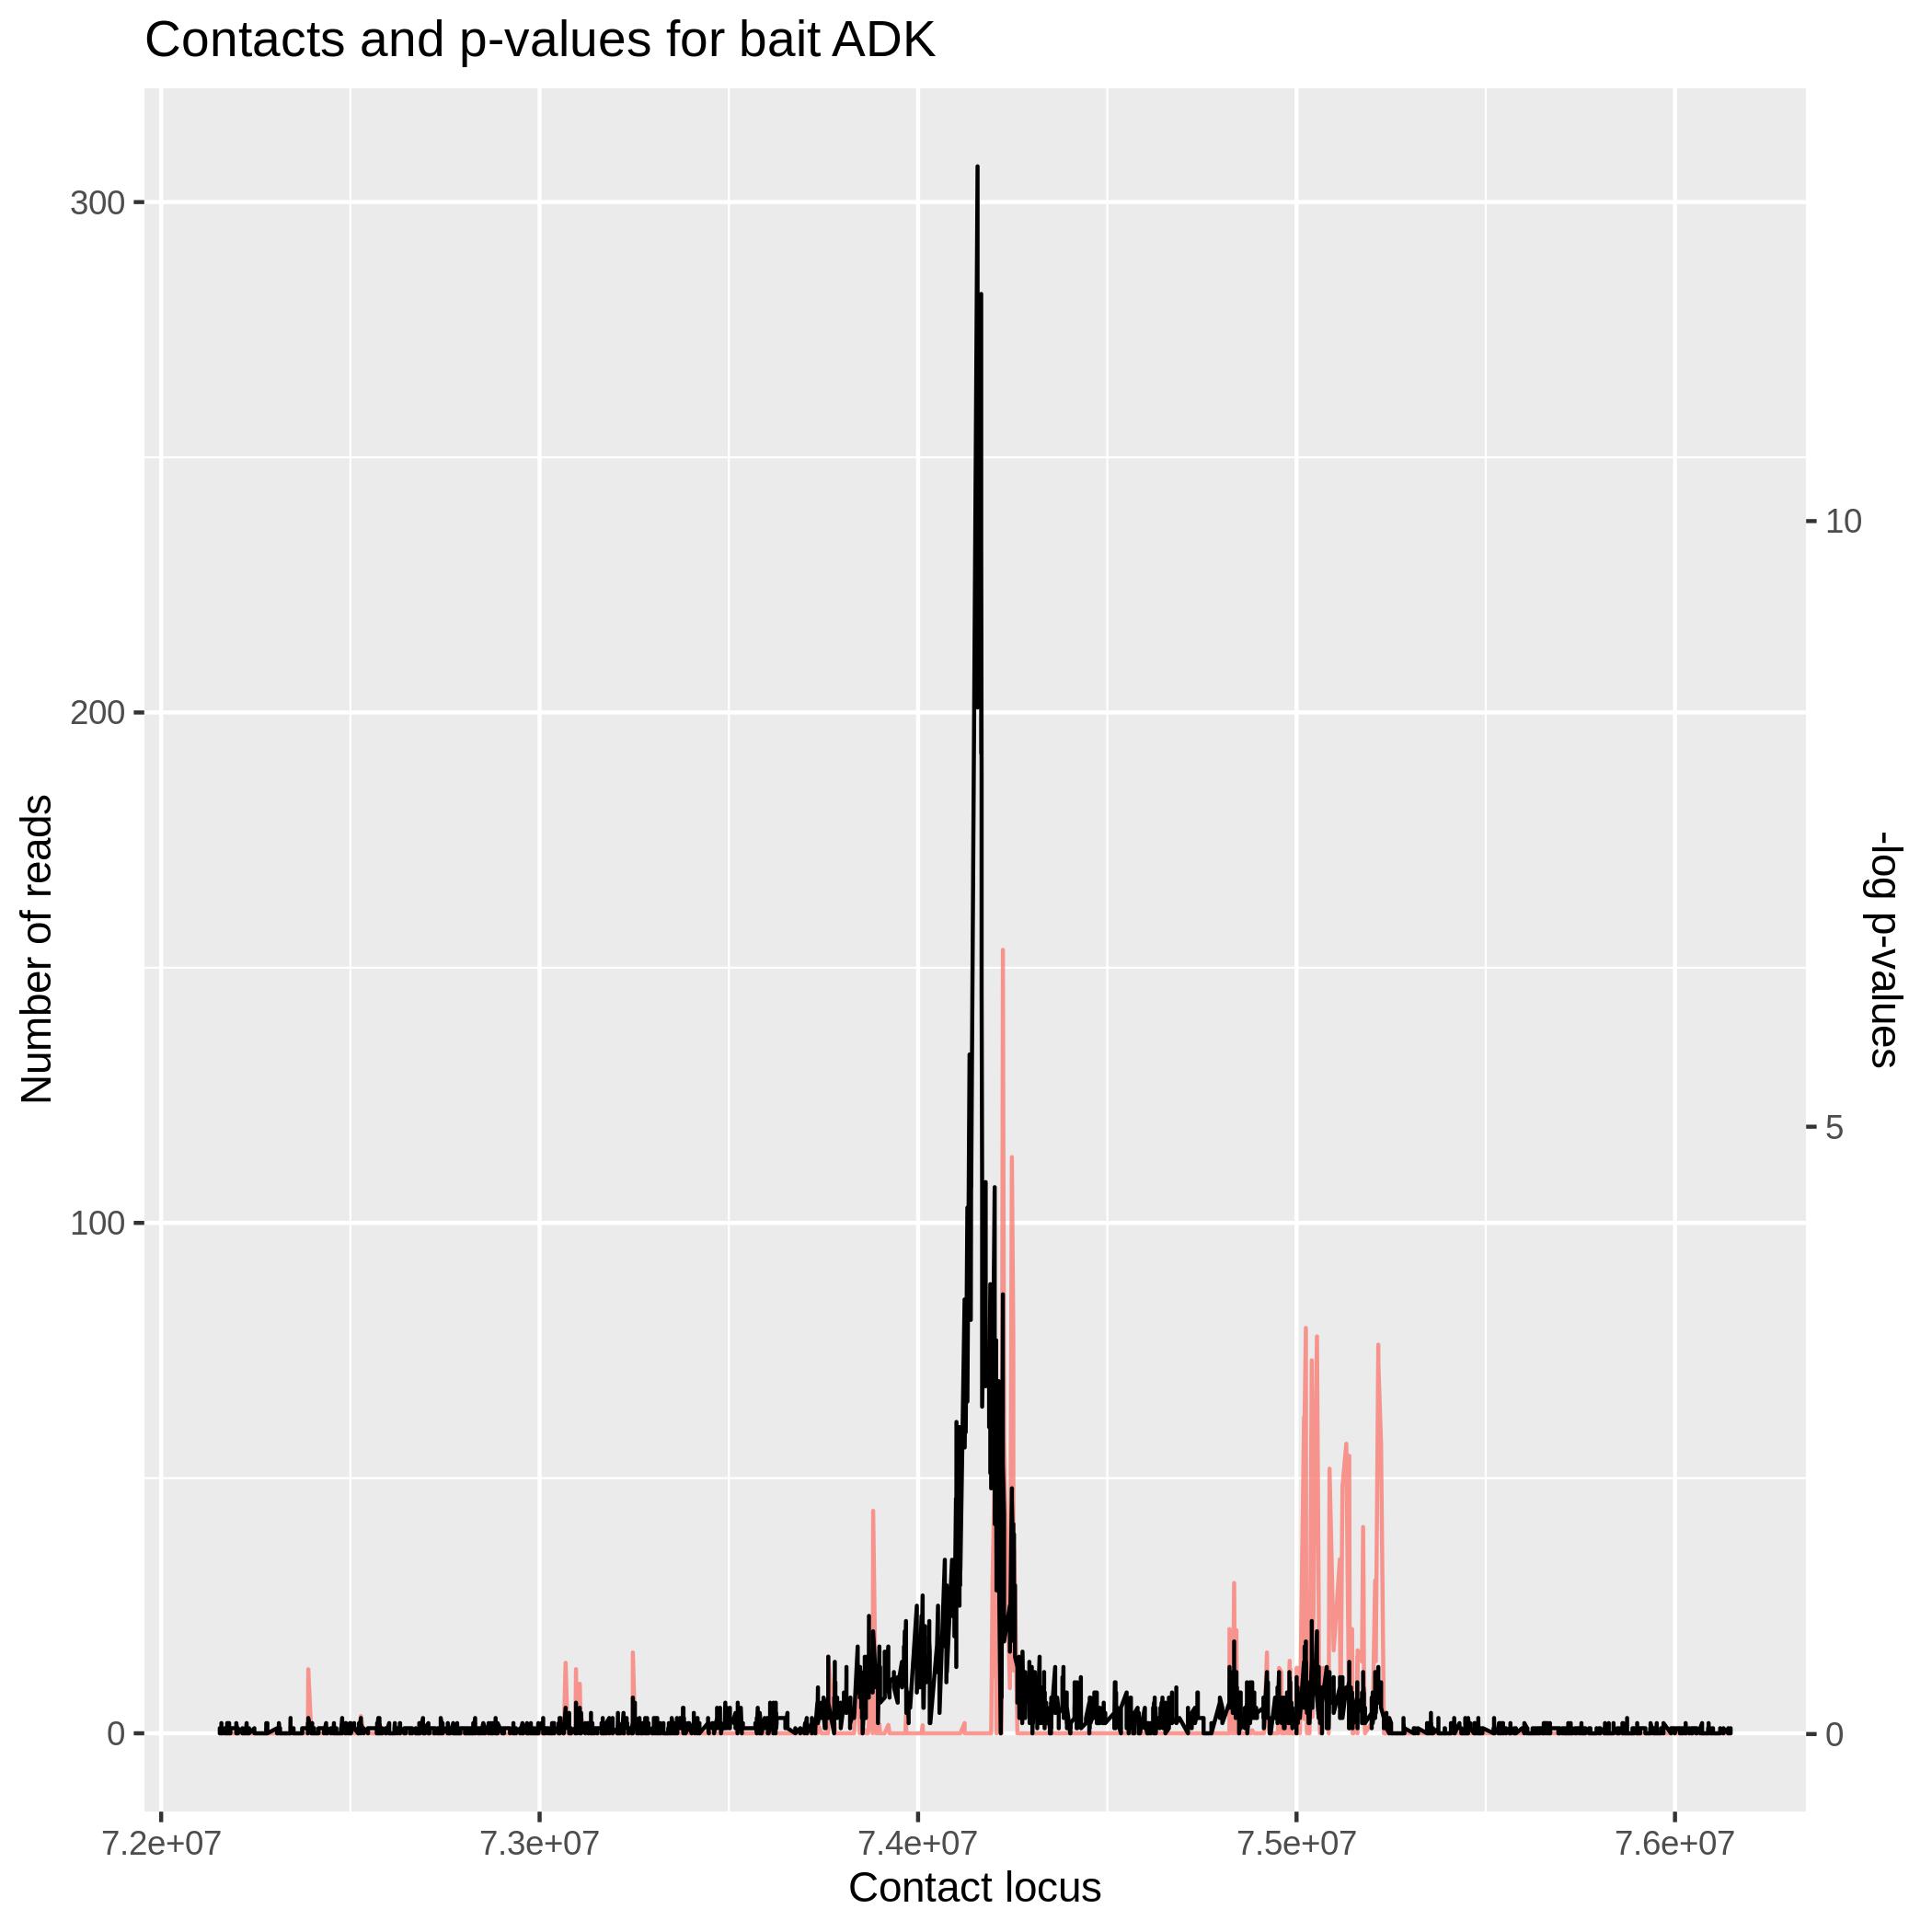 Contacts and p-values for bait ADK
Number of reads
300
200
100
0
10
5
0
-log p-values
7.2e+07 7.3e+07 7.4e+07 7.5e+07 7.6e+07
Contact locus